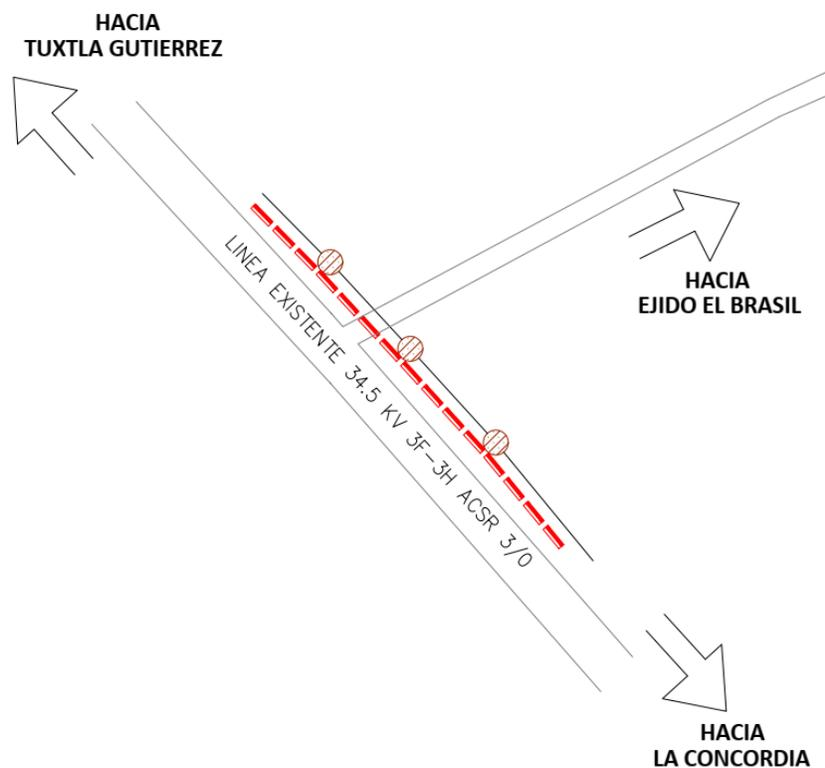 HACIA
TUXTLA GUTIERREZ
HACIA
EJIDO EL BRASIL
LINEA EXISTENTE 34.5 KV 3F-3H ACSR 3/0
HACIA
LA CONCORDIA